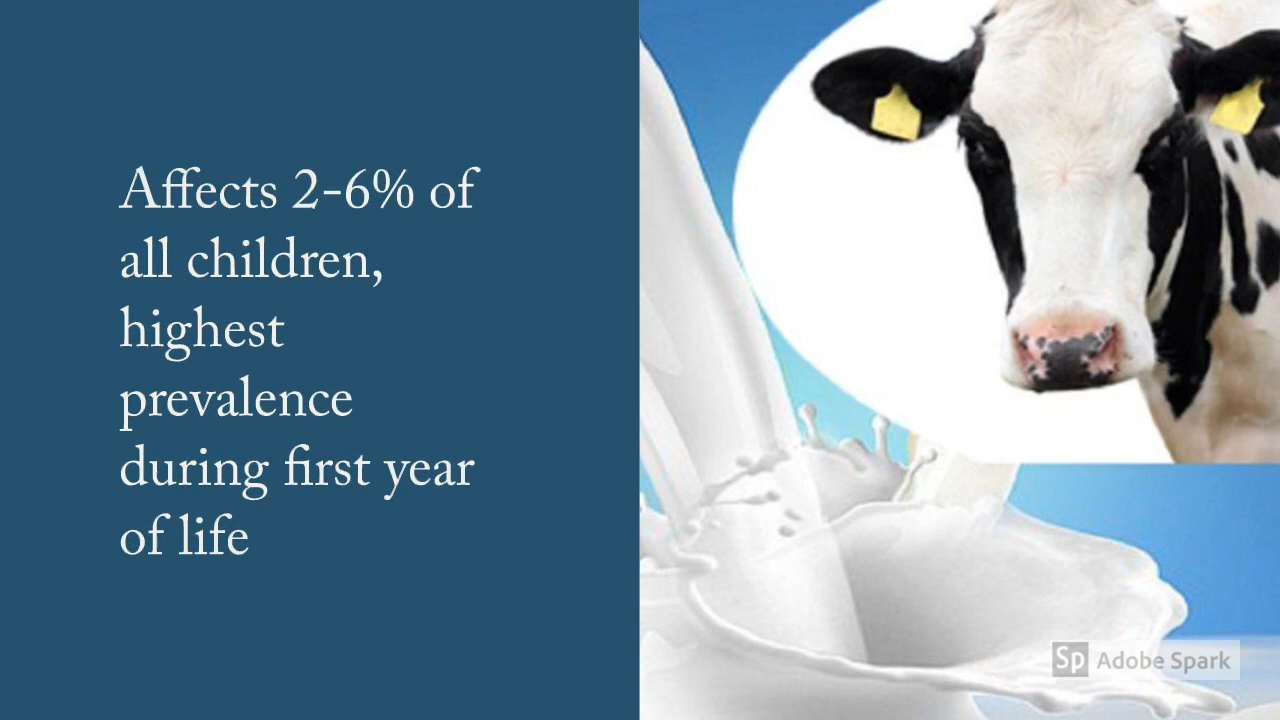 Affects 2-6% of
all children,
highest
prevalence
during first year
of life
Sp Adobe Spark